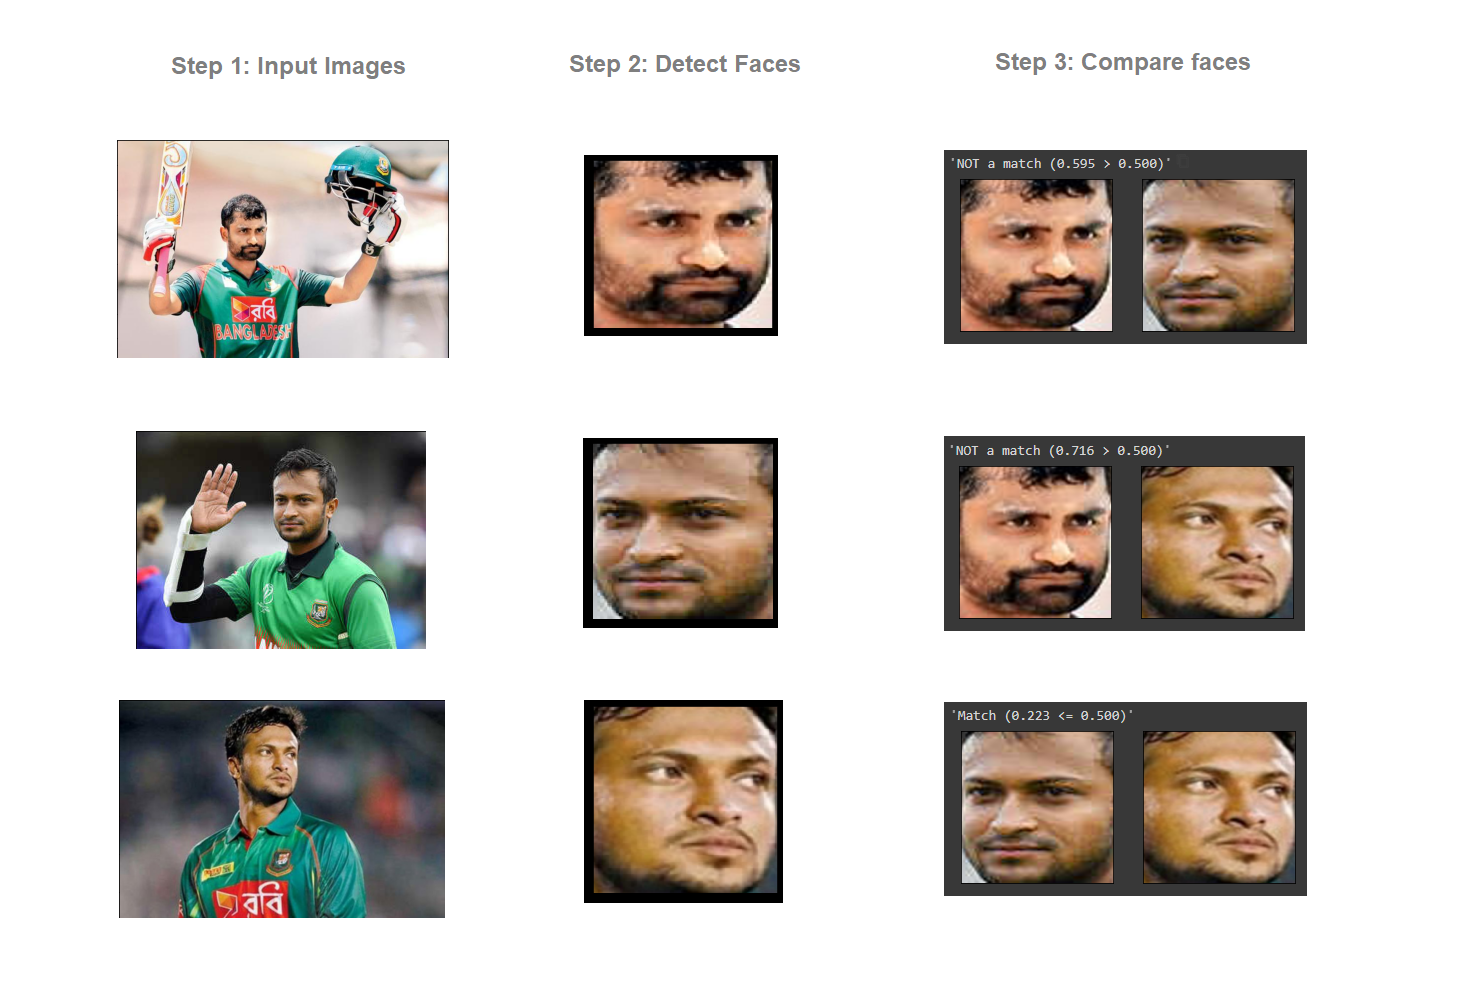 Step 1: Input Images
Step 2: Detect Faces
Step 3: Compare faces
রবি
BANGLADESH
'NOT a match (0.595 > 0.500)'
'NOT a match (0.716 > 0.500)'
রবি
'Match (0.223 <= 0.500)'